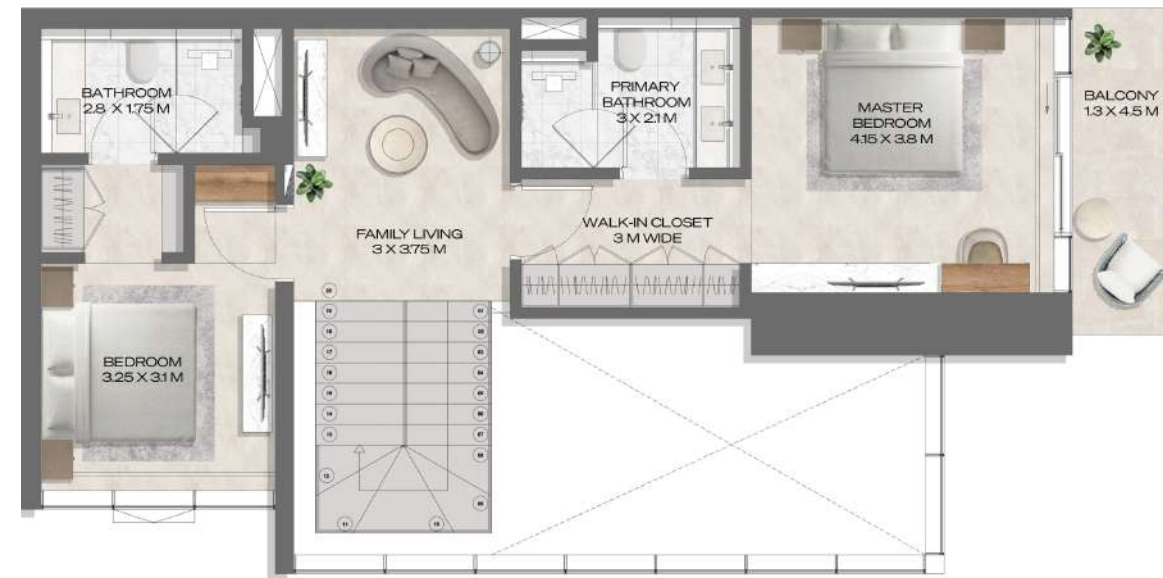 BATHROOM
2.8 X 1.75 M
PRIMARY
BATHROOM
3 X 2.1 M
MASTER
BEDROOM
4.15 X 3.8 M
BALCONY
1.3 X 4.5 M
FAMILY LIVING
3 X 3.75 M
WALK-IN CLOSET
3 M WIDE
BEDROOM
3.25 X 3.1 M